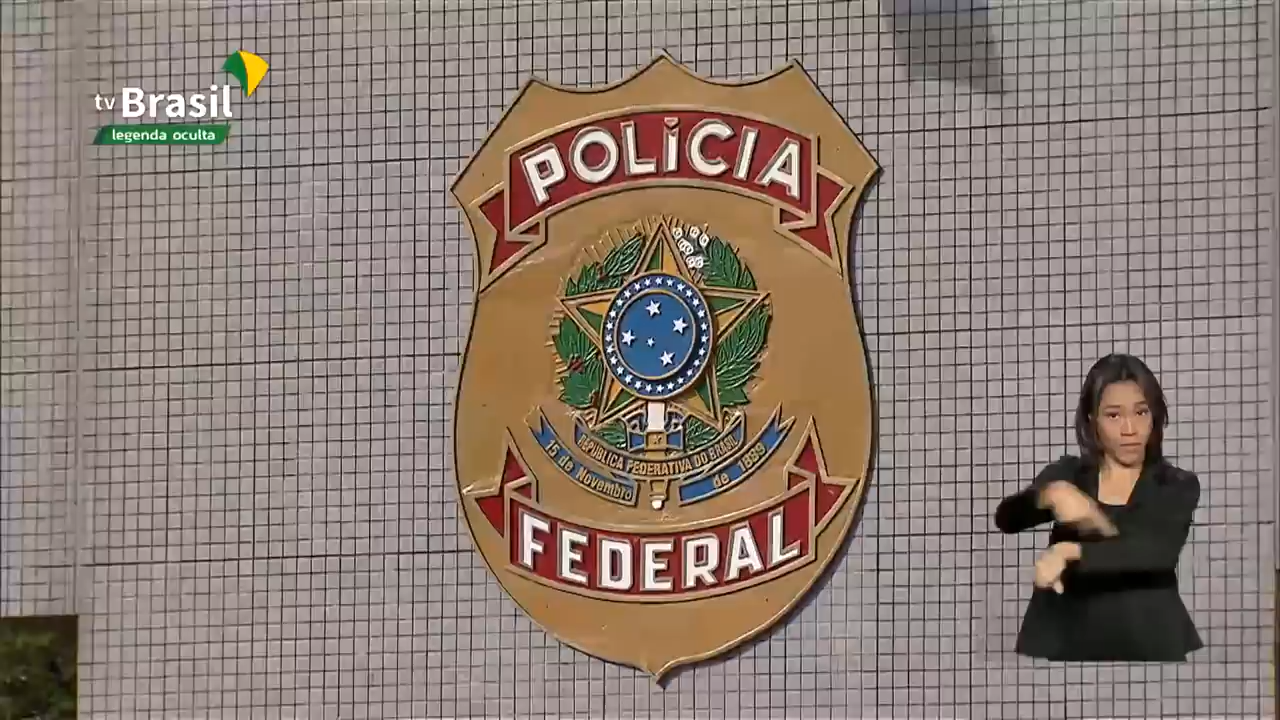 tv Brasil
legenda oculta
POLíCIA
REPÚBLICA FEDERATIVA DO BRASIL
15 de Novembro de 1889
FEDERAL